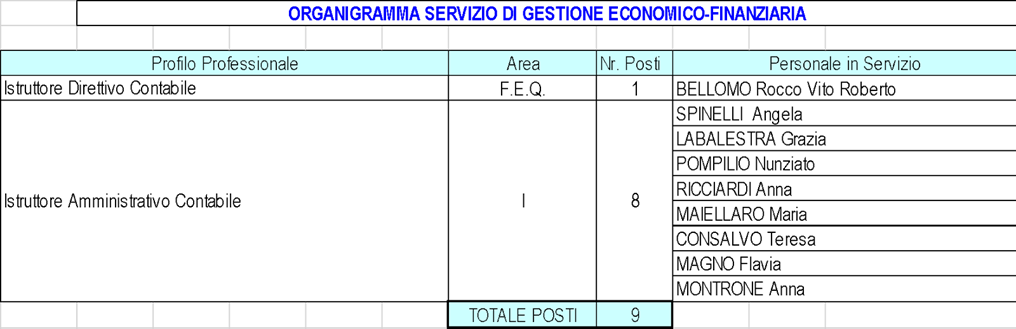 ORGANIGRAMMA SERVIZIO DI GESTIONE ECONOMICO-FINANZIARIA
Profilo Professionale Area Nr. Posti Personale in Servizio
Istruttore Direttivo Contabile F.E.Q. 1 BELLOMO Rocco Vito Roberto
Istruttore Amministrativo Contabile I 8 SPINELLI Angela
LABALESTRA Grazia
POMPILIO Nunziato
RICCIARDI Anna
MAIELLARO Maria
CONSALVO Teresa
MAGNO Flavia
MONTRONE Anna
TOTALE POSTI 9